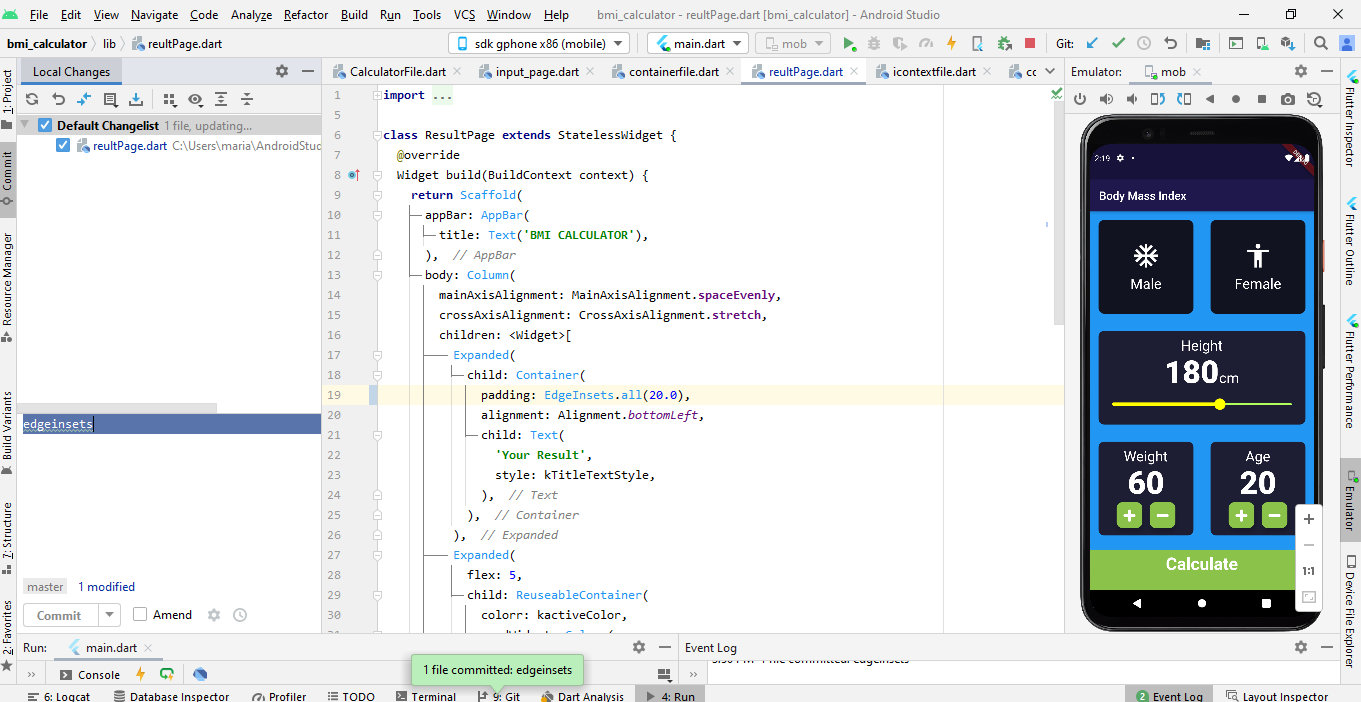 File Edit View Navigate Code Analyze Refactor Build Run Tools VCS Window Help bmi_calculator - reultPage.dart [bmi_calculator] - Android Studio
bmi_calculator lib reultPage.dart sdk gphone x86 (mobile) main.dart mob Git:
Local Changes
CalculatorFile.dart input_page.dart containerfile.dart reultPage.dart icontextfile.dart cc
Emulator: mob
1: Project
Commit
Resource Manager
Build Variants
7: Structure
2: Favorites
Default Changelist 1 file, updating...
reultPage.dart C:\Users\maria\AndroidStud
edgeinsets
master 1 modified
Commit Amend
1 import ...
5
6 class ResultPage extends StatelessWidget {
7 @override
8 Widget build(BuildContext context) {
9 return Scaffold(
10 appBar: AppBar(
11 title: Text('BMI CALCULATOR'),
12 ), // AppBar
13 body: Column(
14 mainAxisAlignment: MainAxisAlignment.spaceEvenly,
15 crossAxisAlignment: CrossAxisAlignment.stretch,
16 children: <Widget>[
17 Expanded(
18 child: Container(
19 padding: EdgeInsets.all(20.0),
20 alignment: Alignment.bottomLeft,
21 child: Text(
22 'Your Result',
23 style: kTitleTextStyle,
24 ), // Text
25 ), // Container
26 ), // Expanded
27 Expanded(
28 flex: 5,
29 child: ReuseableContainer(
30 colorr: kactiveColor,
2:19
Body Mass Index
Male Female
Height
180cm
Weight Age
60 20
+ − + −
Calculate
+
−
1:1
Flutter Inspector
Flutter Outline
Flutter Performance
Emulator
Device File Explorer
Run: main.dart
Event Log
Console
1 file committed: edgeinsets
6: Logcat Database Inspector Profiler TODO Terminal 9: Git Dart Analysis 4: Run 2 Event Log Layout Inspector